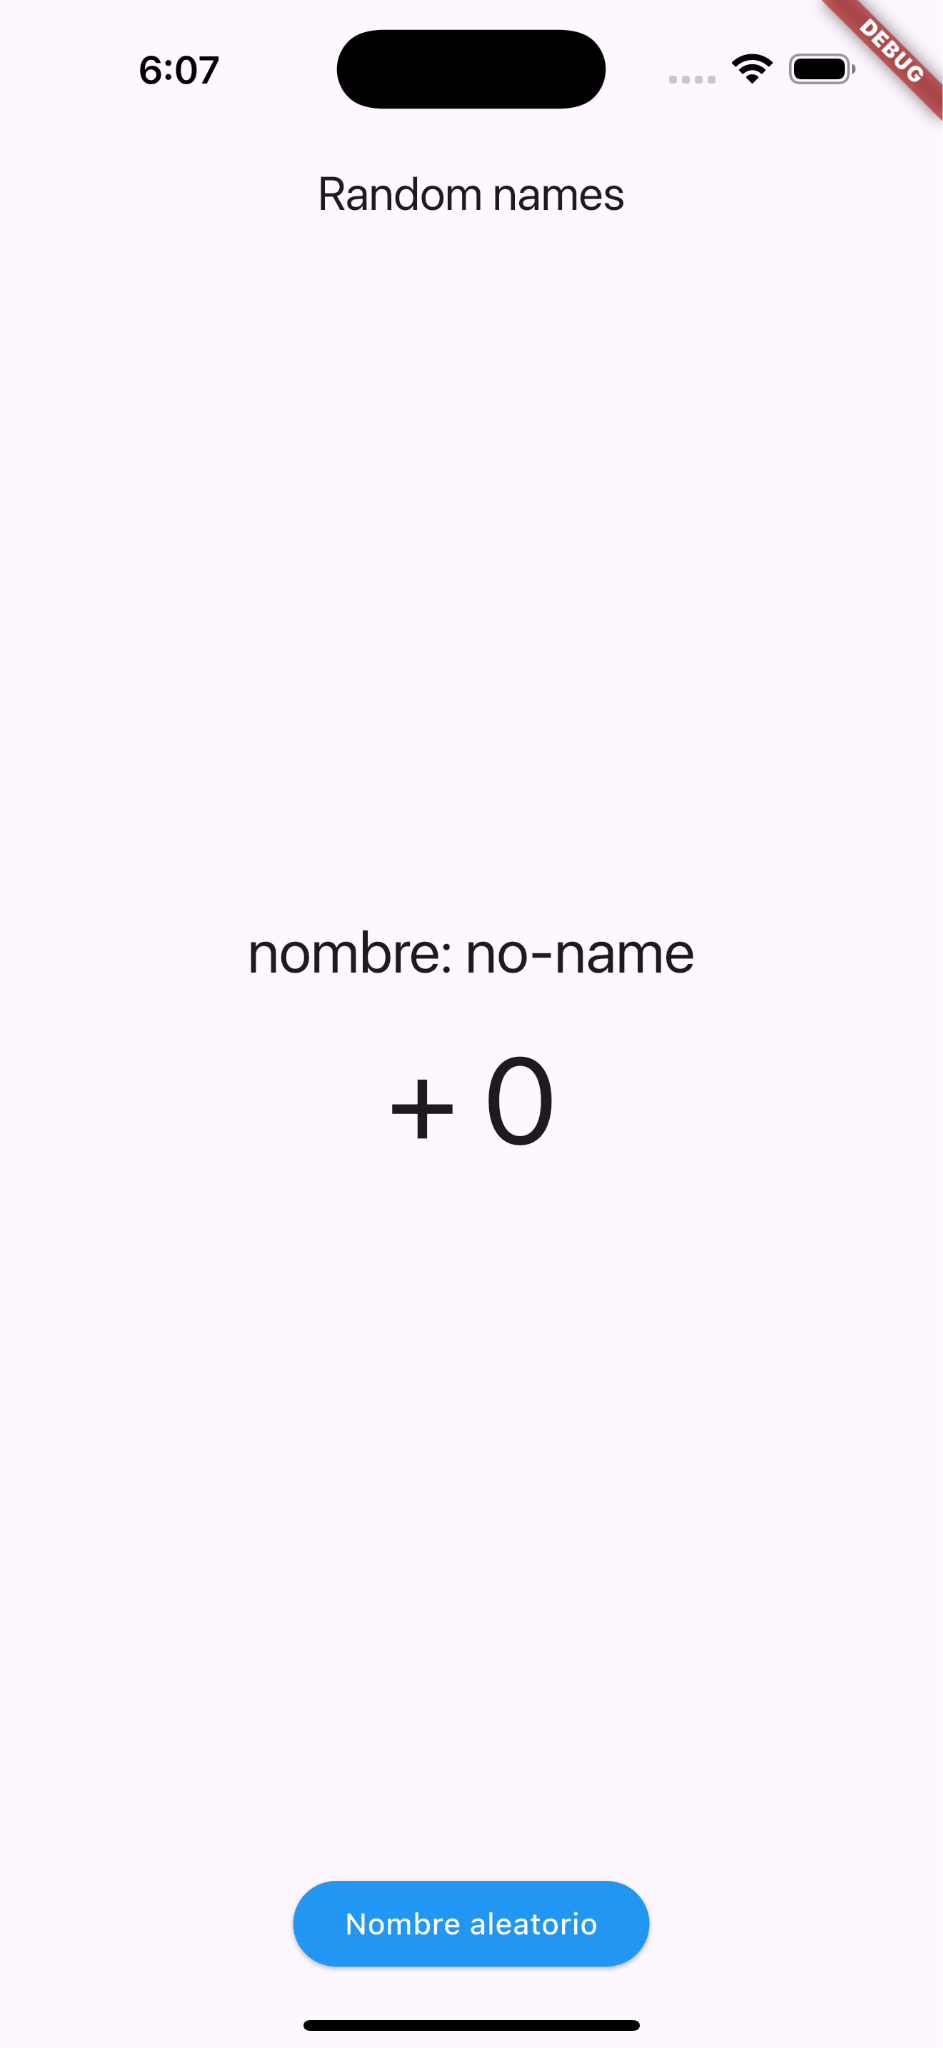 6:07
DEBUG
Random names
nombre: no-name
+ 0
Nombre aleatorio